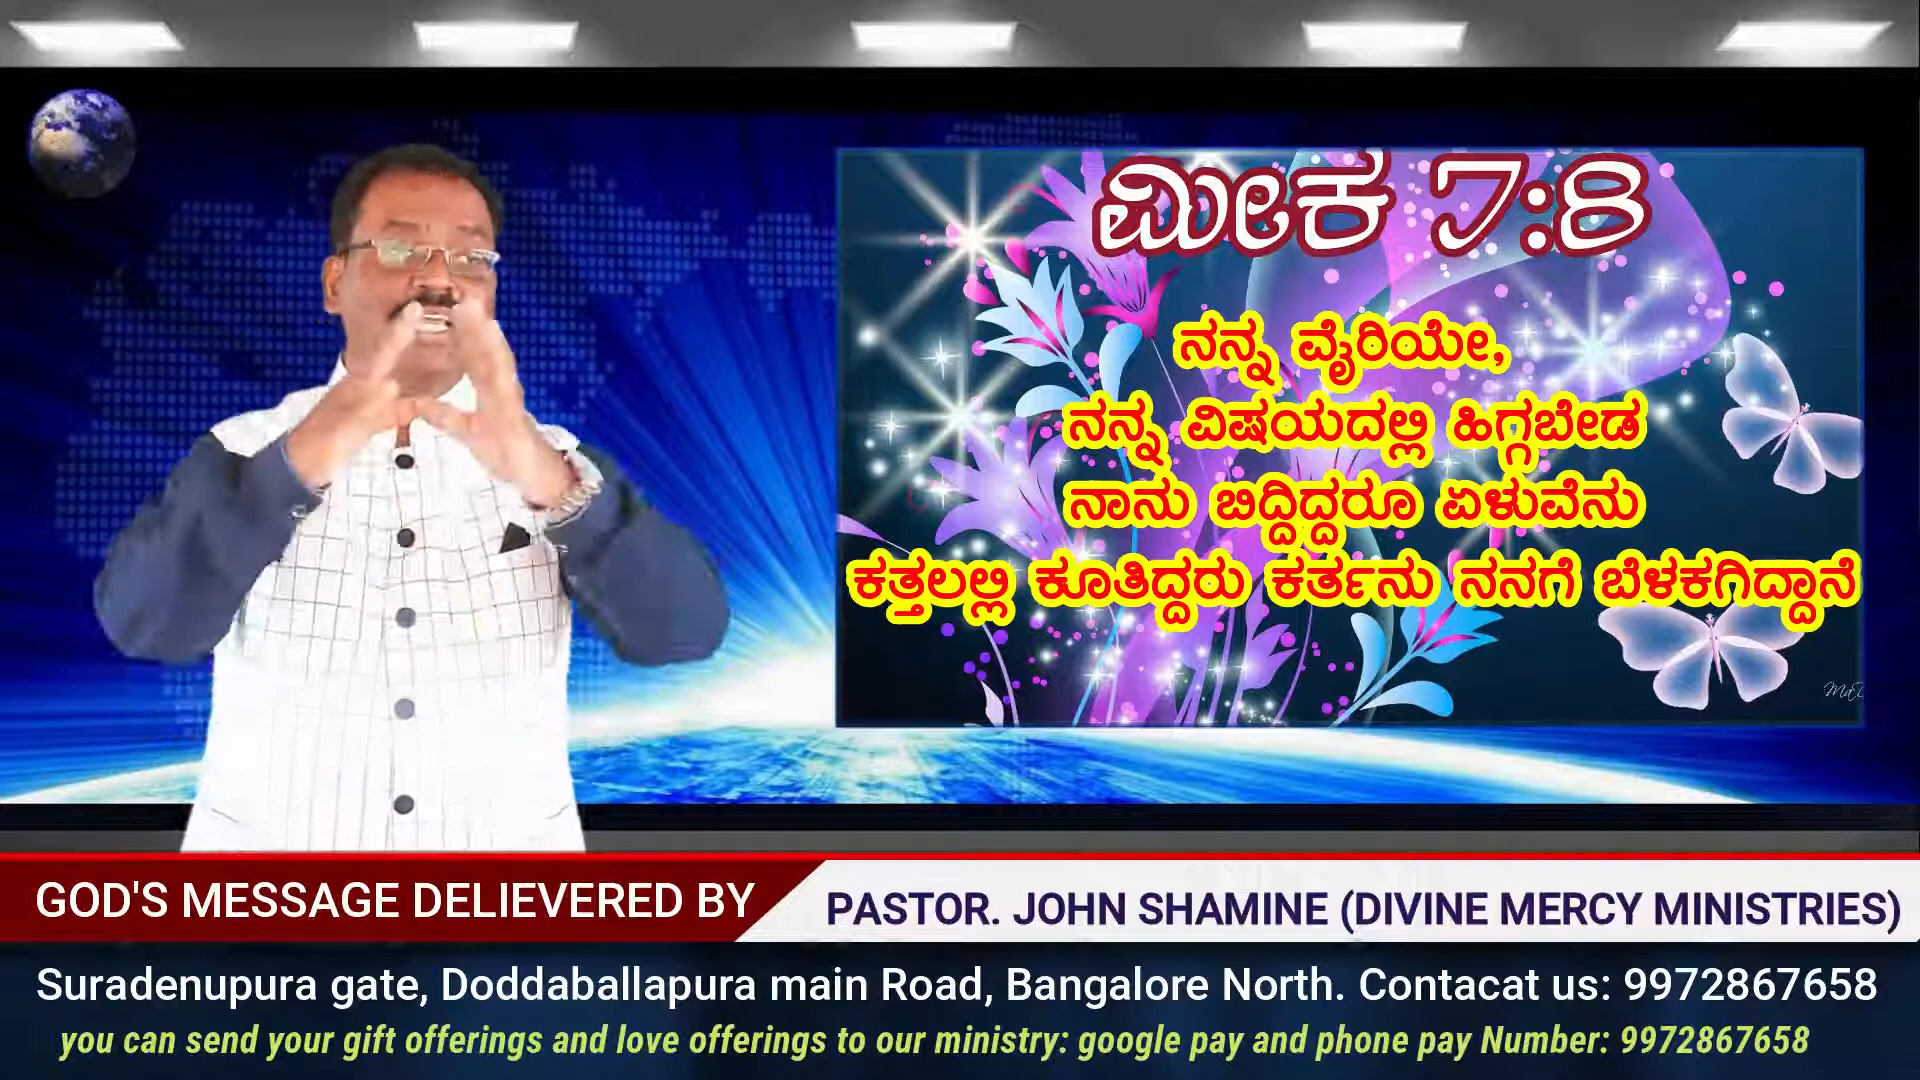 ಮೀಕ 7:8
ನನ್ನ ವೈರಿಯೇ,
ನನ್ನ ವಿಷಯದಲ್ಲಿ ಹಿಗ್ಗಬೇಡ
ನಾನು ಬಿದ್ದಿದ್ದರೂ ಏಳುವೆನು
ಕತ್ತಲಲ್ಲಿ ಕೂತಿದ್ದರು ಕರ್ತನು ನನಗೆ ಬೆಳಕಗಿದ್ದಾನೆ
GOD'S MESSAGE DELIEVERED BY
PASTOR. JOHN SHAMINE (DIVINE MERCY MINISTRIES)
Suradenupura gate, Doddaballapura main Road, Bangalore North. Contacat us: 9972867658
you can send your gift offerings and love offerings to our ministry: google pay and phone pay Number: 9972867658